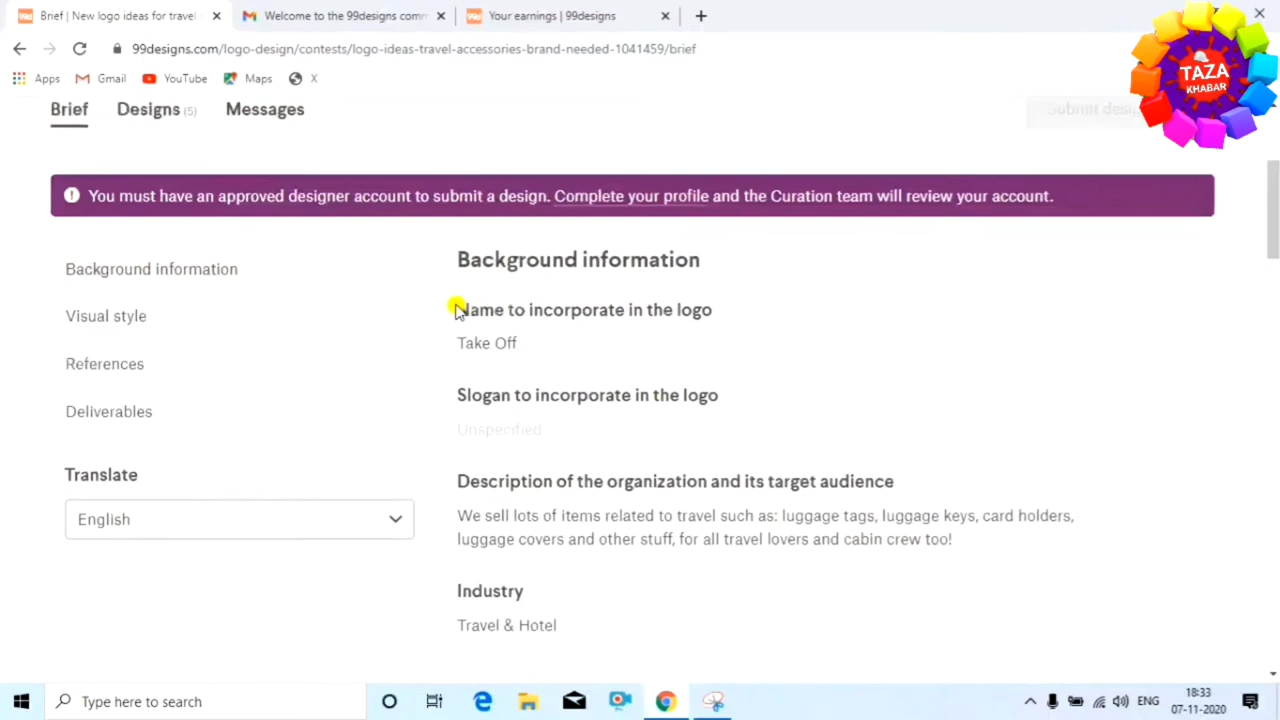 Brief | New logo ideas for travel
Welcome to the 99designs com
Your earnings | 99designs
99designs.com/logo-design/contests/logo-ideas-travel-accessories-brand-needed-1041459/brief
Apps Gmail YouTube Maps X
TAZA
KHABAR
Brief Designs (5) Messages
Submit desig
You must have an approved designer account to submit a design. Complete your profile and the Curation team will review your account.
Background information
Visual style
References
Deliverables
Translate
English
Background information
Name to incorporate in the logo
Take Off
Slogan to incorporate in the logo
Unspecified
Description of the organization and its target audience
We sell lots of items related to travel such as: luggage tags, luggage keys, card holders,
luggage covers and other stuff, for all travel lovers and cabin crew too!
Industry
Travel & Hotel
Type here to search
ENG
18:33
07-11-2020